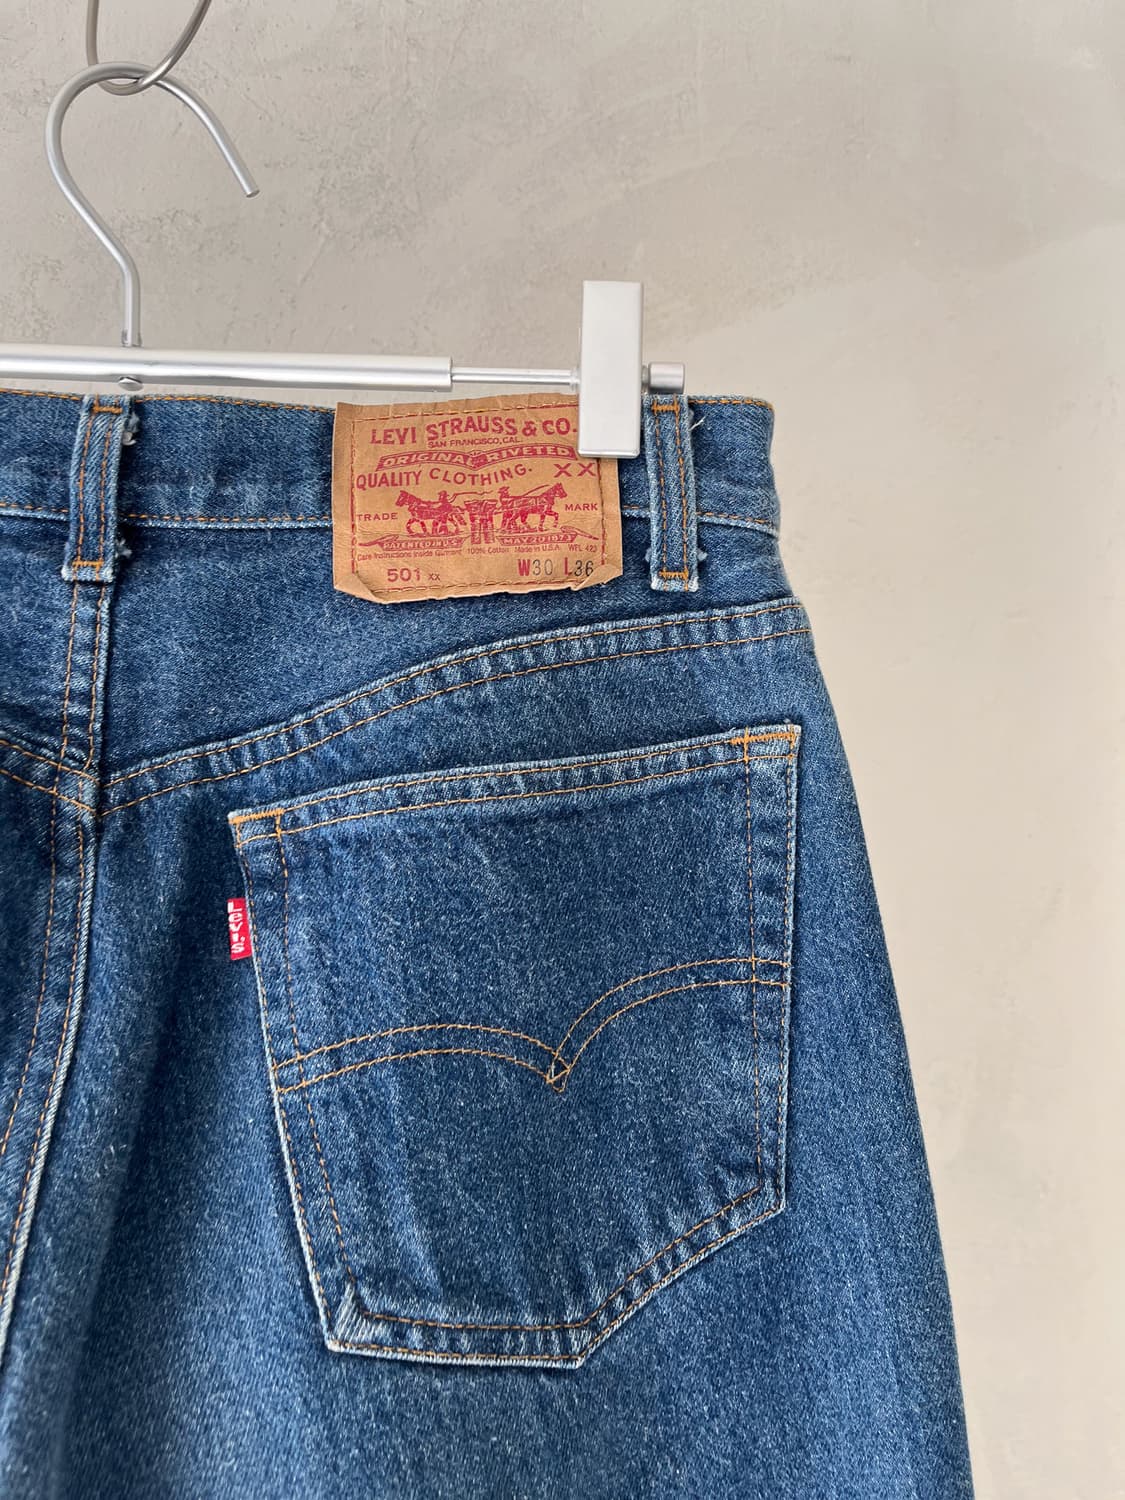 LEVI STRAUSS & CO.
SAN FRANCISCO, CAL.
ORIGINAL RIVETED
QUALITY CLOTHING. XX
TRADE MARK
PATENTED IN U.S. MAY 20 1873
Care Instructions Inside Garment 100% Cotton Made in U.S.A. WPL 423
501 XX W30 L36
Levi's